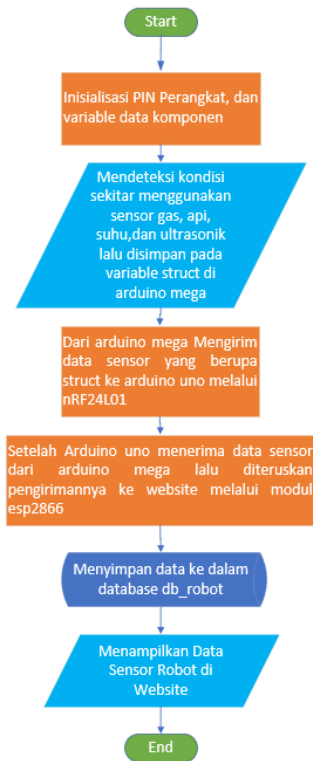 Start
Inisialisasi PIN Perangkat, dan
variable data komponen
Mendeteksi kondisi
sekitar menggunakan
sensor gas, api,
suhu,dan ultrasonik
lalu disimpan pada
variable struct di
arduino mega
Dari arduino mega Mengirim
data sensor yang berupa
struct ke arduino uno melalui
nRF24L01
Setelah Arduino uno menerima data sensor
dari arduino mega lalu diteruskan
pengirimannya ke website melalui modul
esp2866
Menyimpan data ke dalam
database db_robot
Menampilkan Data
Sensor Robot di
Website
End